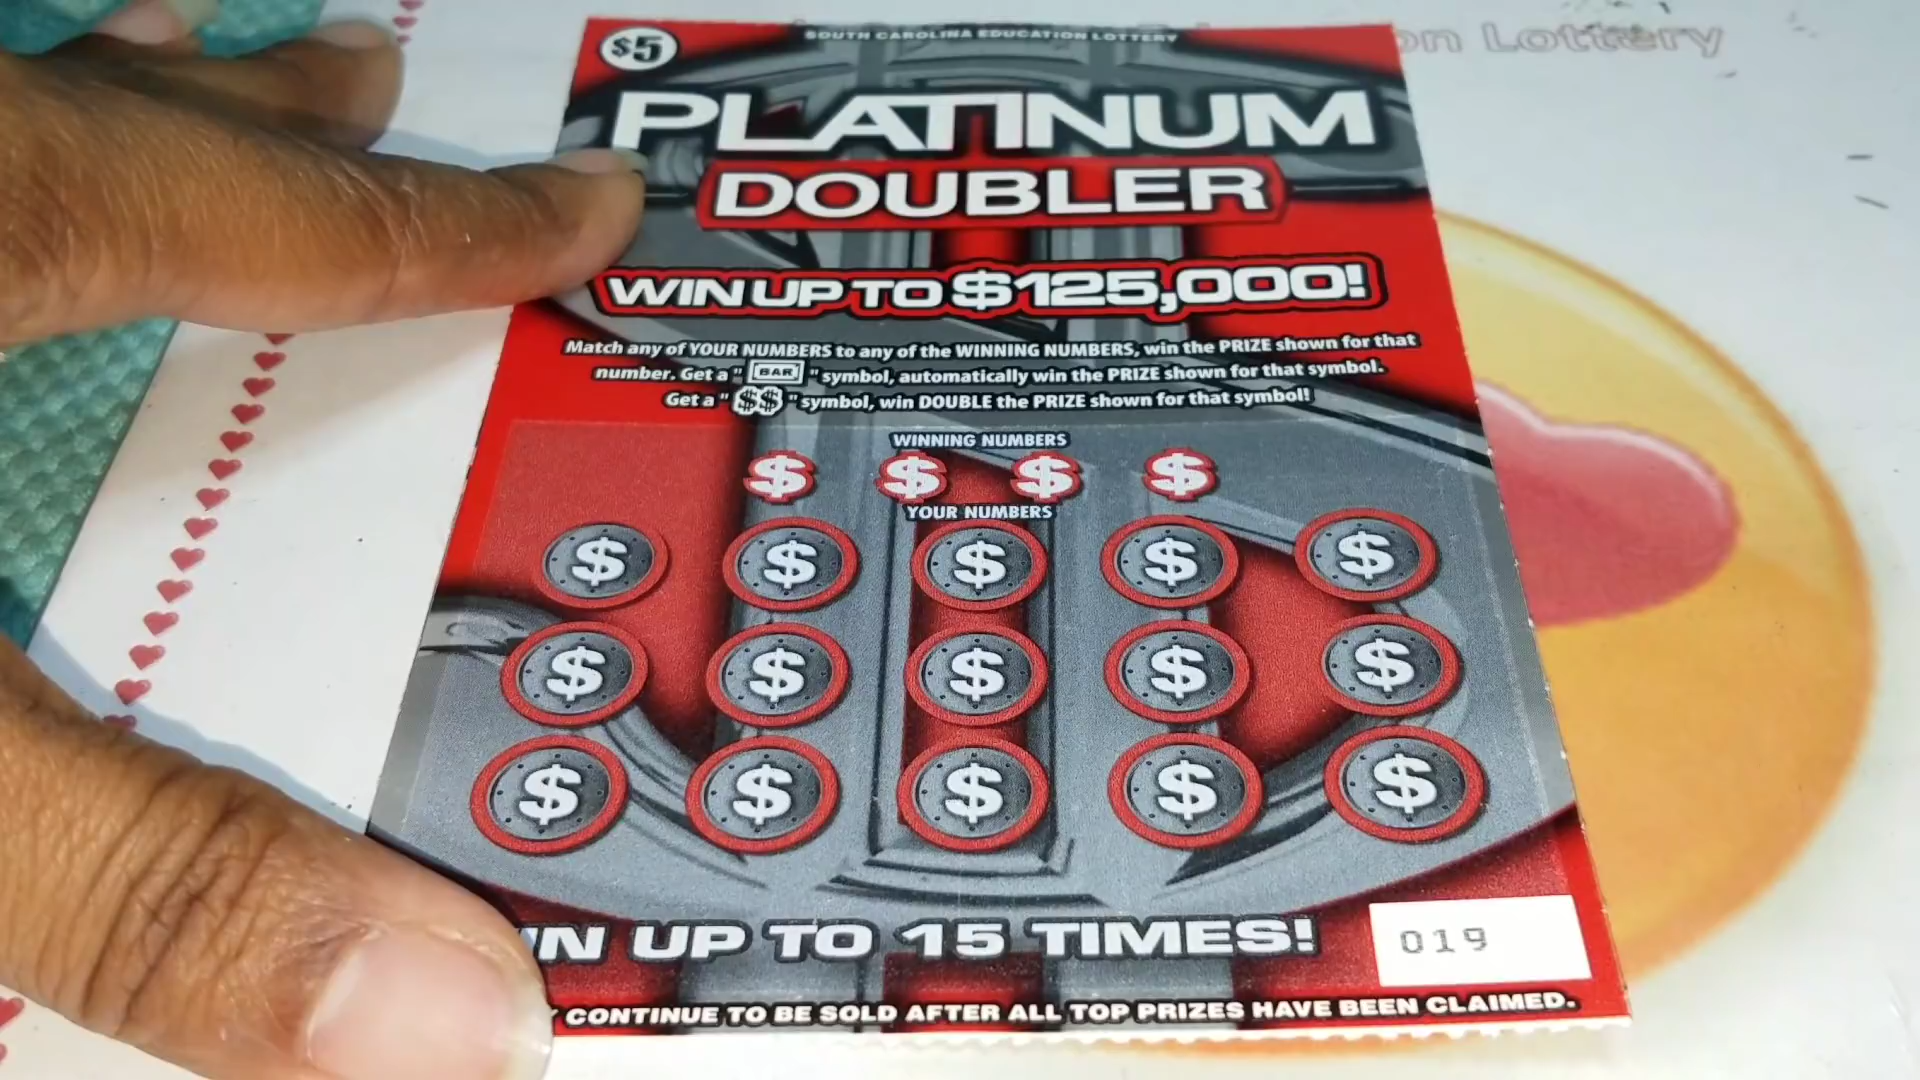 on Lottery
$5
SOUTH CAROLINA EDUCATION LOTTERY
PLATINUM
DOUBLER
WIN UP TO $125,000!
Match any of YOUR NUMBERS to any of the WINNING NUMBERS, win the PRIZE shown for that
number. Get a "BAR" symbol, automatically win the PRIZE shown for that symbol.
Get a "$$" symbol, win DOUBLE the PRIZE shown for that symbol!
WINNING NUMBERS
$ $ $ $
YOUR NUMBERS
$ $ $ $ $
$ $ $ $ $
$ $ $ $ $
IN UP TO 15 TIMES!
019
CONTINUE TO BE SOLD AFTER ALL TOP PRIZES HAVE BEEN CLAIMED.